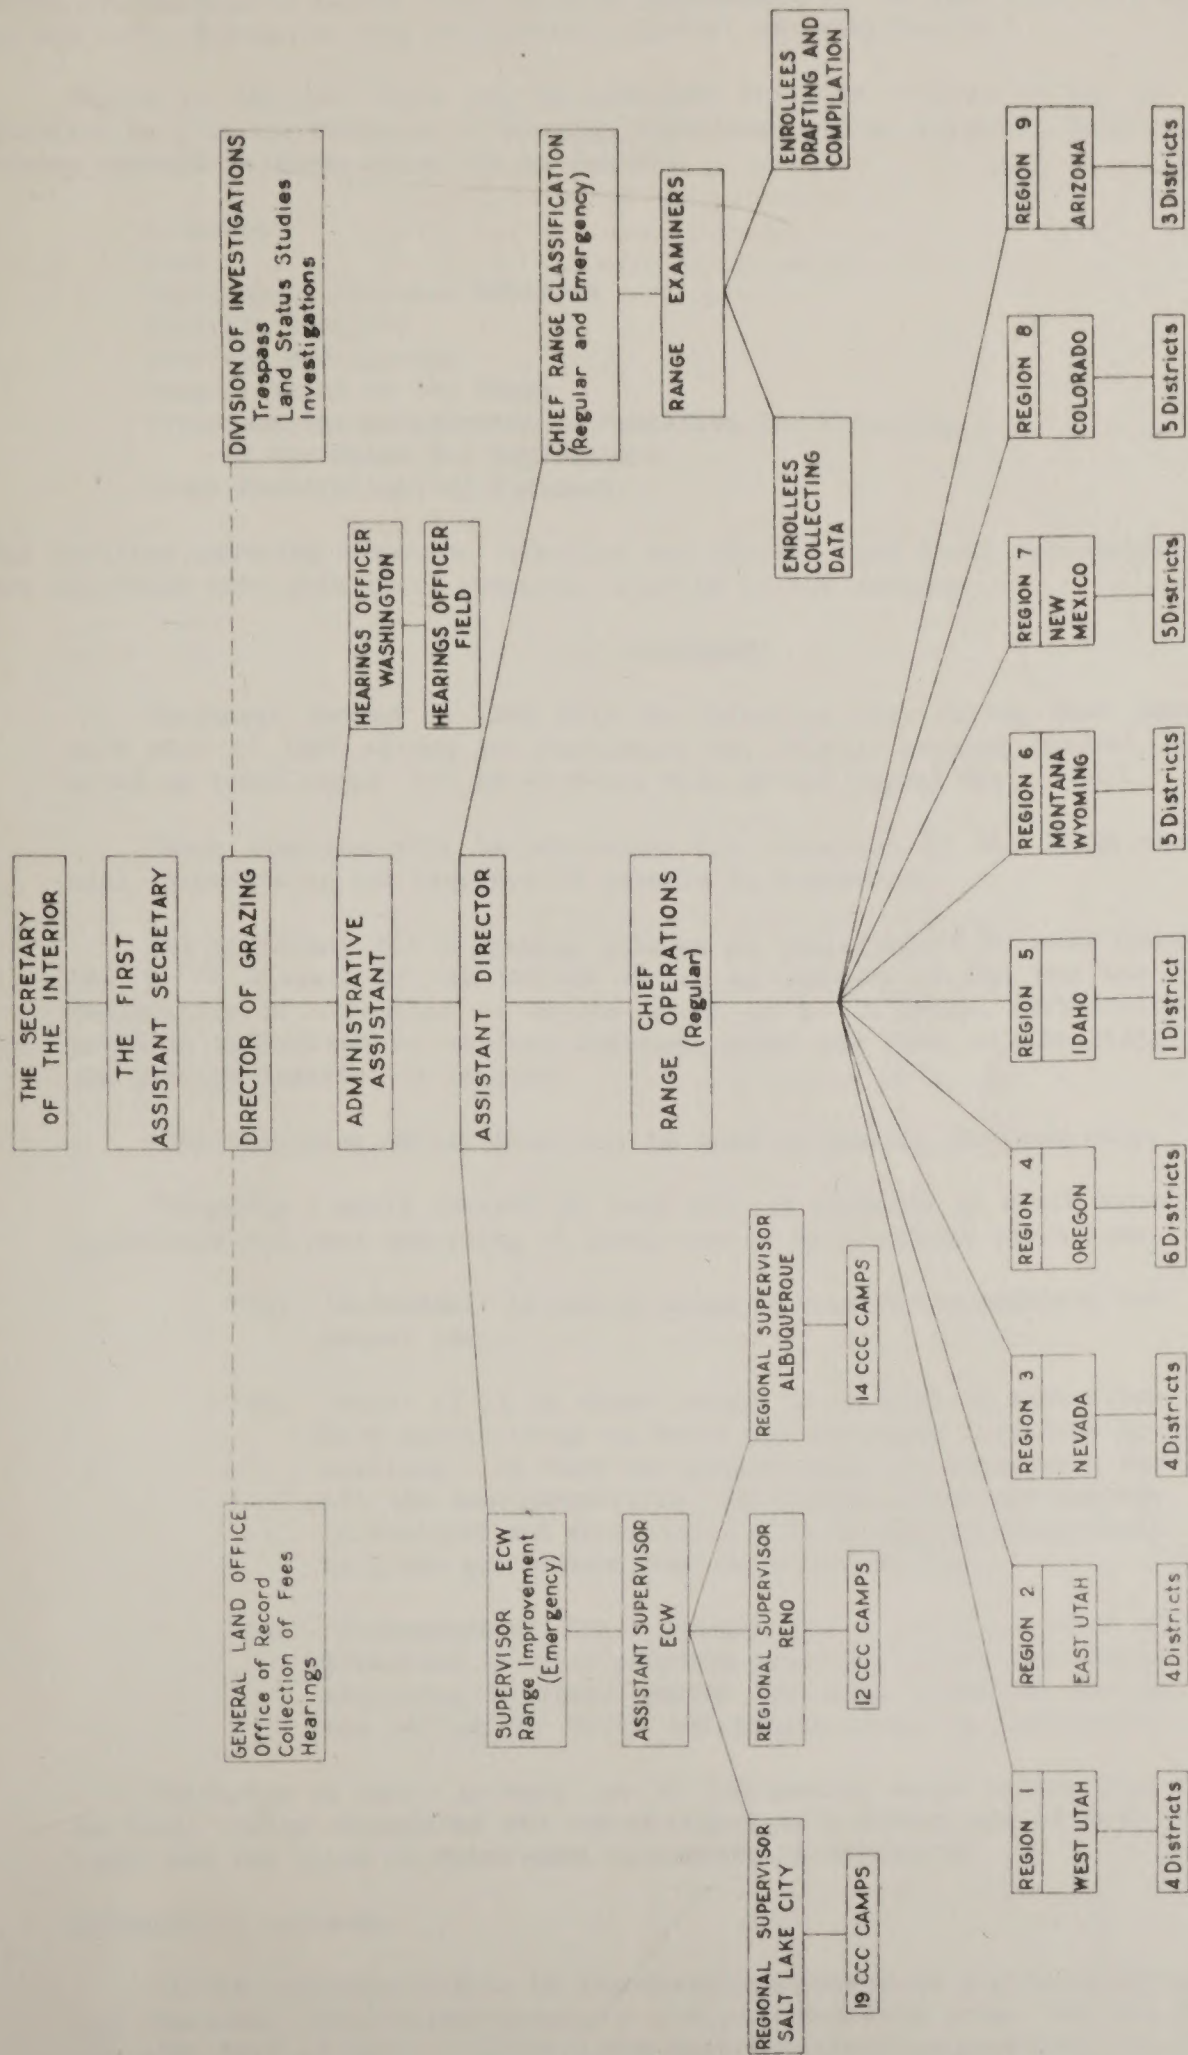 THE SECRETARY
OF THE INTERIOR
THE FIRST
ASSISTANT SECRETARY
GENERAL LAND OFFICE
Office of Record
Collection of Fees
Hearings
DIRECTOR OF GRAZING
DIVISION OF INVESTIGATIONS
Trespass
Land Status Studies
Investigations
ADMINISTRATIVE
ASSISTANT
HEARINGS OFFICER
WASHINGTON
HEARINGS OFFICER
FIELD
ASSISTANT DIRECTOR
SUPERVISOR ECW
Range Improvement
(Emergency)
CHIEF RANGE CLASSIFICATION
(Regular and Emergency)
ASSISTANT SUPERVISOR
ECW
CHIEF
RANGE OPERATIONS
(Regular)
RANGE EXAMINERS
REGIONAL SUPERVISOR
SALT LAKE CITY
REGIONAL SUPERVISOR
RENO
REGIONAL SUPERVISOR
ALBUQUERQUE
ENROLLEES
COLLECTING
DATA
ENROLLEES
DRAFTING AND
COMPILATION
19 CCC CAMPS
12 CCC CAMPS
14 CCC CAMPS
REGION 1
WEST UTAH
4 Districts
REGION 2
EAST UTAH
4 Districts
REGION 3
NEVADA
4 Districts
REGION 4
OREGON
6 Districts
REGION 5
IDAHO
1 District
REGION 6
MONTANA
WYOMING
5 Districts
REGION 7
NEW
MEXICO
5 Districts
REGION 8
COLORADO
5 Districts
REGION 9
ARIZONA
3 Districts